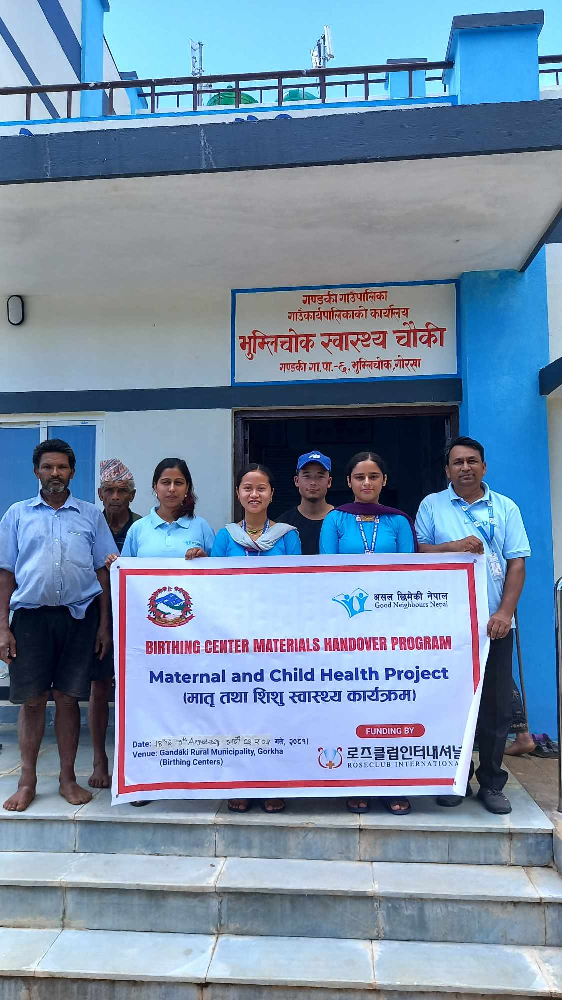 गण्डकी गाउँपालिका
गाउँकार्यपालिकाको कार्यालय
भुम्लिचोक स्वास्थ्य चौकी
गण्डकी गा.पा.-६, भुम्लिचोक, गोरखा
असल छिमेकी नेपाल
Good Neighbours Nepal
BIRTHING CENTER MATERIALS HANDOVER PROGRAM
Maternal and Child Health Project
(मातृ तथा शिशु स्वास्थ्य कार्यक्रम)
FUNDING BY
Date: 18th & 19th August 2024 भदौ ०२ र ०३ गते, २०८१)
Venue: Gandaki Rural Municipality, Gorkha
(Birthing Centers)
로즈클럽인터내셔널
ROSECLUB INTERNATIONA